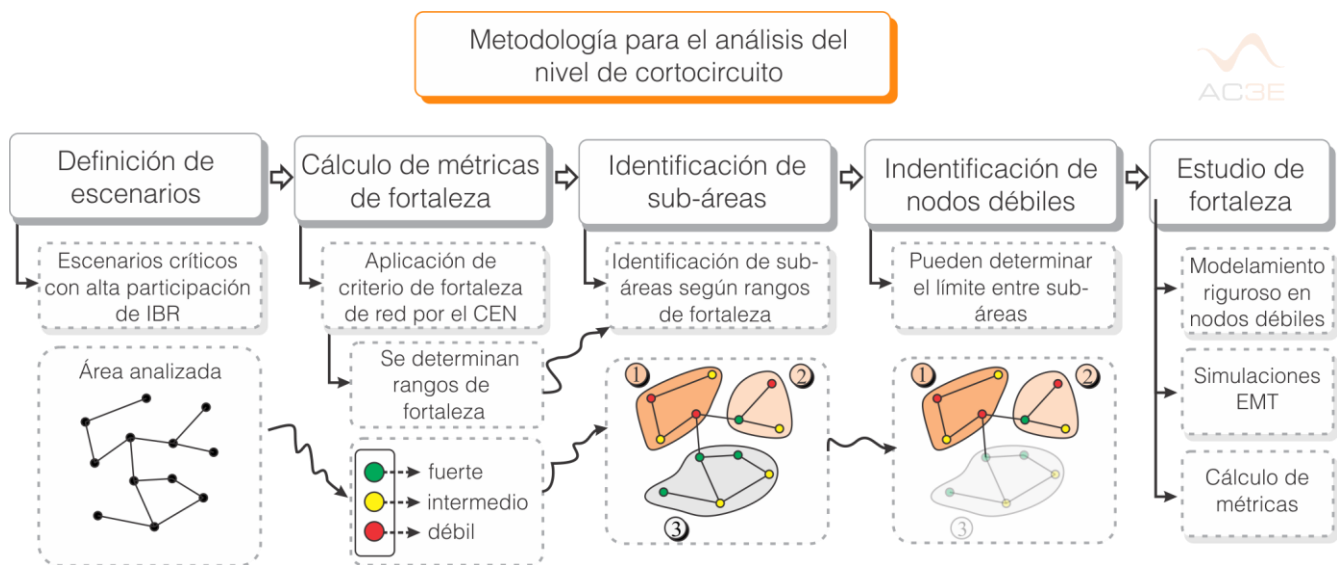 Metodología para el análisis del
nivel de cortocircuito
AC3E
Definición de
escenarios
Cálculo de métricas
de fortaleza
Identificación de
sub-áreas
Indentificación de
nodos débiles
Estudio de
fortaleza
Escenarios críticos
con alta participación
de IBR
Aplicación de
criterio de fortaleza
de red por el CEN
Identificación de sub-
áreas según rangos
de fortaleza
Pueden determinar
el límite entre sub-
áreas
Modelamiento
riguroso en
nodos débiles
Área analizada
Se determinan
rangos de
fortaleza
fuerte
intermedio
débil
1
2
3
1
2
3
Simulaciones
EMT
Cálculo de
métricas